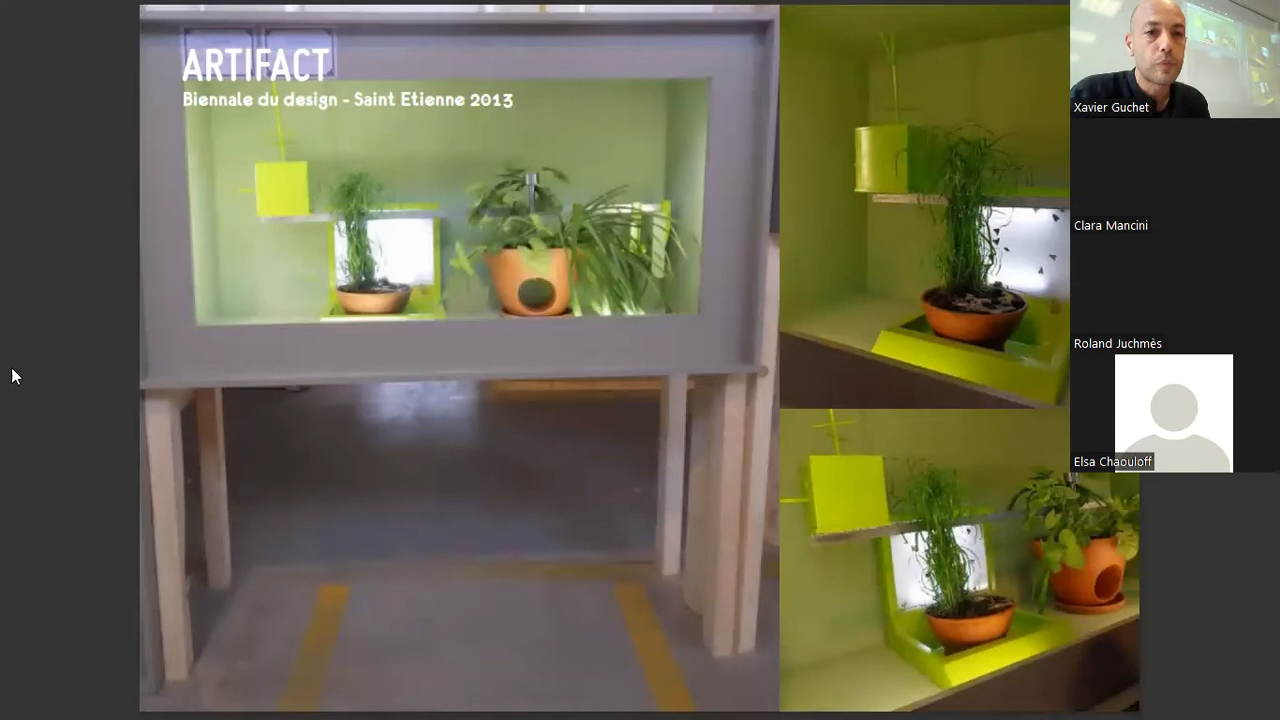 ARTIFACT
Biennale du design - Saint Etienne 2013
Xavier Guchet
Clara Mancini
Roland Juchmès
Elsa Chaouloff